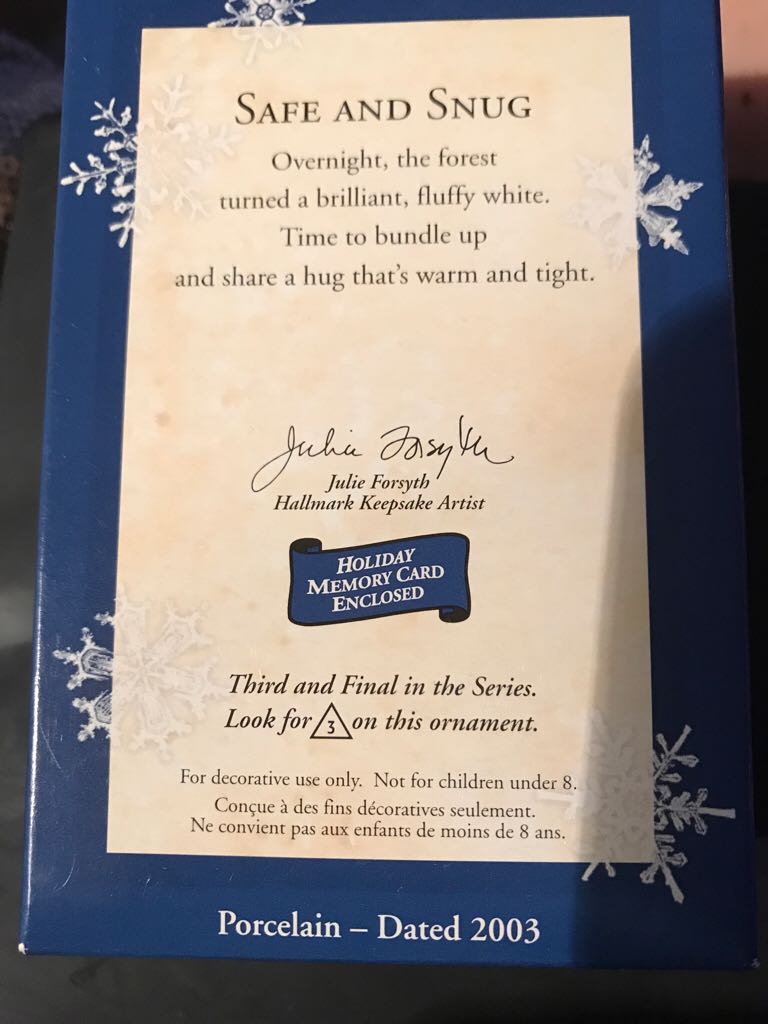 SAFE AND SNUG
Overnight, the forest
turned a brilliant, fluffy white.
Time to bundle up
and share a hug that's warm and tight.
Julie Forsyth
Julie Forsyth
Hallmark Keepsake Artist
HOLIDAY
MEMORY CARD
ENCLOSED
Third and Final in the Series.
Look for 3 on this ornament.
For decorative use only. Not for children under 8.
Conçue à des fins décoratives seulement.
Ne convient pas aux enfants de moins de 8 ans.
Porcelain – Dated 2003